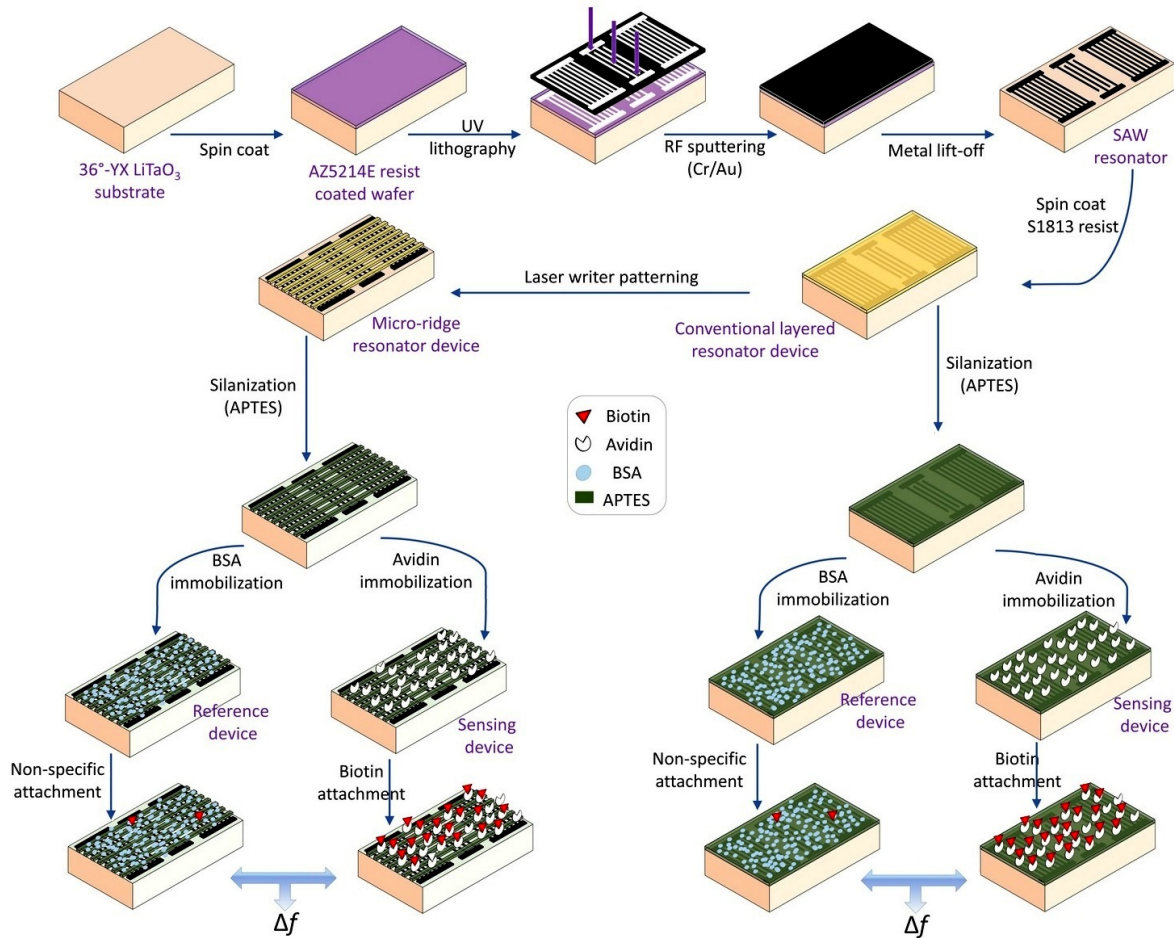 Spin coat
UV
lithography
RF sputtering
(Cr/Au)
Metal lift-off
36°-YX LiTaO₃
substrate
AZ5214E resist
coated wafer
SAW
resonator
Spin coat
S1813 resist
Laser writer patterning
Micro-ridge
resonator device
Conventional layered
resonator device
Silanization
(APTES)
Silanization
(APTES)
Biotin
Avidin
BSA
APTES
BSA
immobilization
Avidin
immobilization
BSA
immobilization
Avidin
immobilization
Reference
device
Sensing
device
Reference
device
Sensing
device
Non-specific
attachment
Biotin
attachment
Non-specific
attachment
Biotin
attachment
Δf
Δf